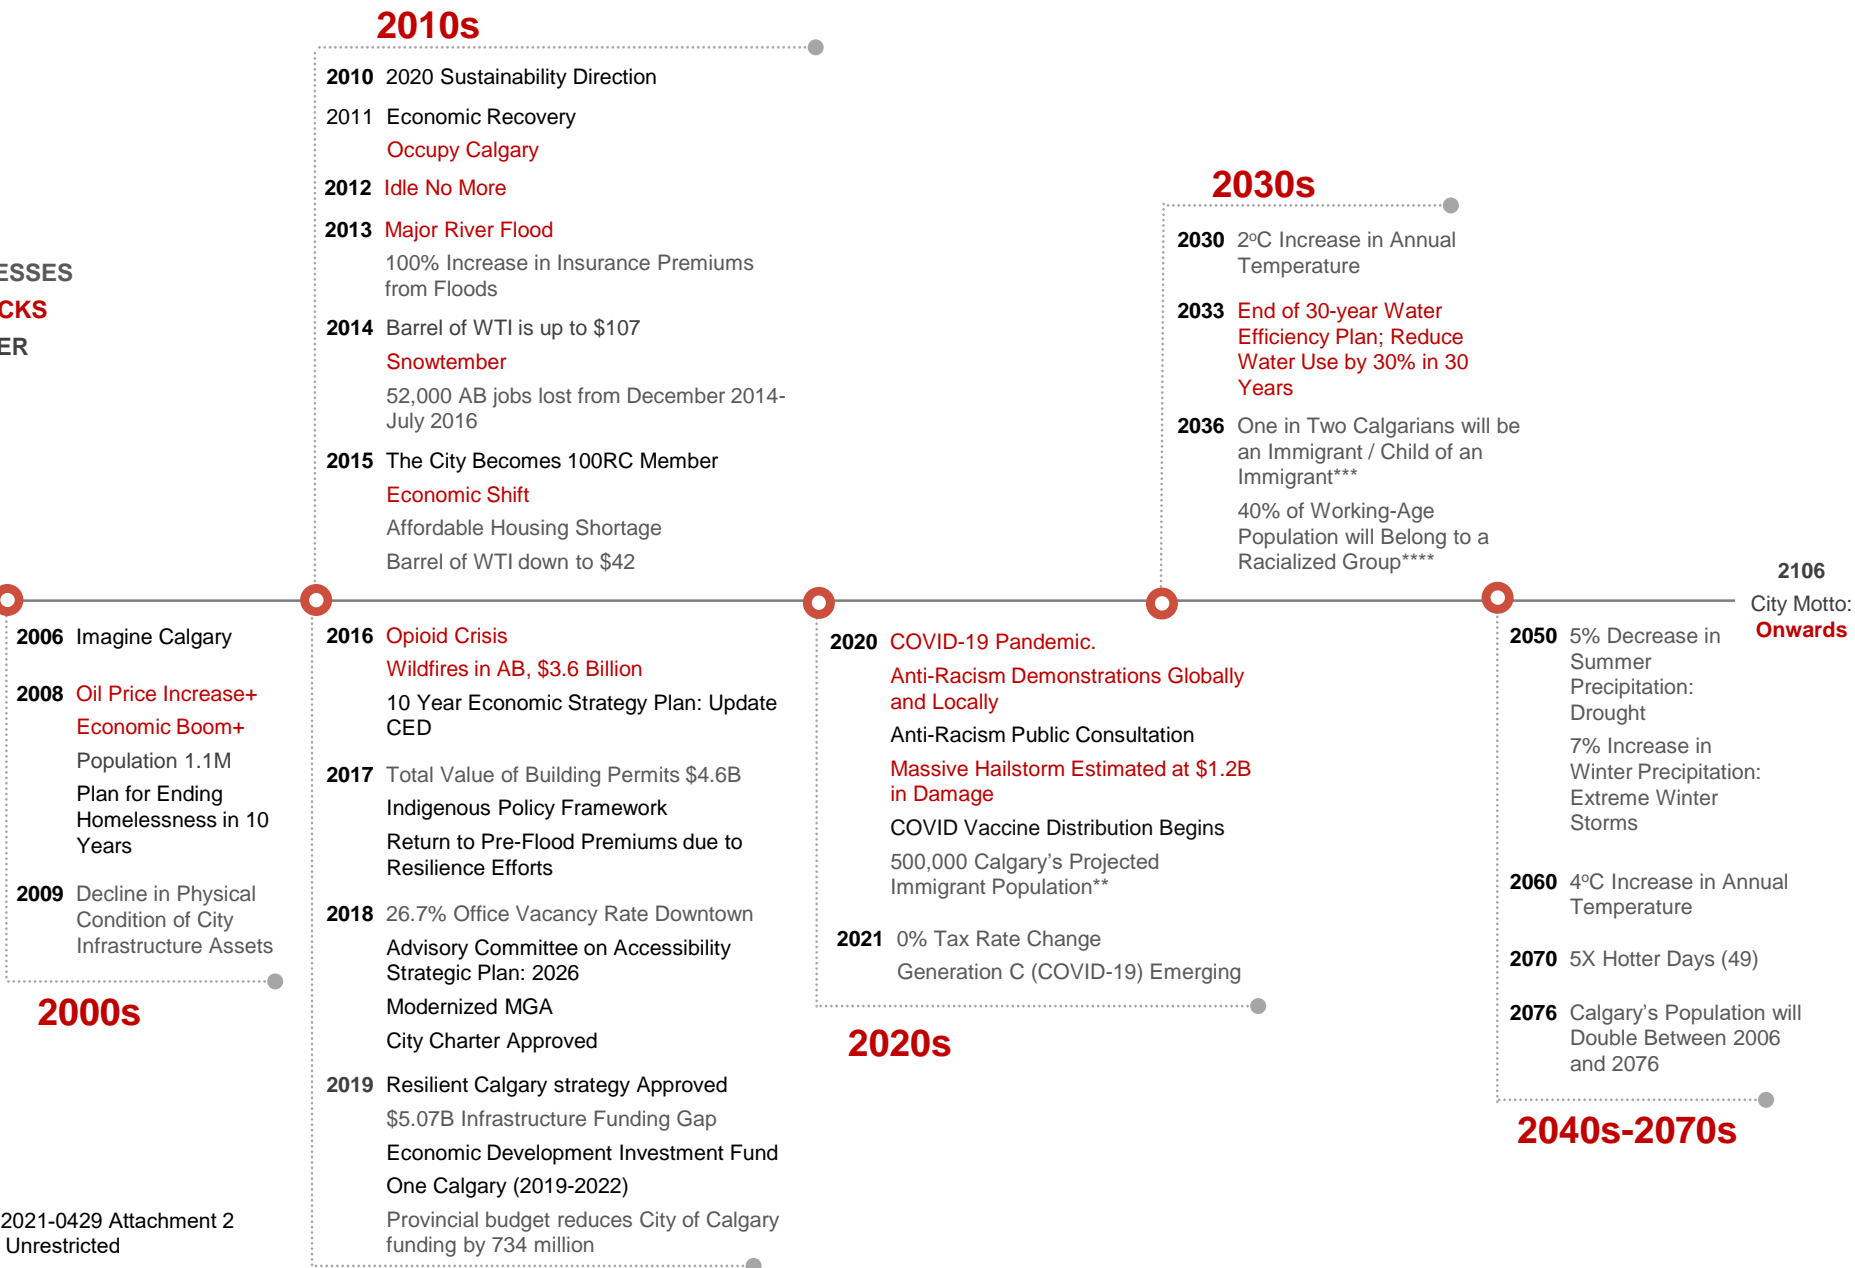 2010s
2010 2020 Sustainability Direction
2011 Economic Recovery
Occupy Calgary
2012 Idle No More
2013 Major River Flood
100% Increase in Insurance Premiums
from Floods
2014 Barrel of WTI is up to $107
Snowtember
52,000 AB jobs lost from December 2014-
July 2016
2015 The City Becomes 100RC Member
Economic Shift
Affordable Housing Shortage
Barrel of WTI down to $42
ESSES
CKS
ER
2030s
2030 2ºC Increase in Annual
Temperature
2033 End of 30-year Water
Efficiency Plan; Reduce
Water Use by 30% in 30
Years
2036 One in Two Calgarians will be
an Immigrant / Child of an
Immigrant***
40% of Working-Age
Population will Belong to a
Racialized Group****
2106
City Motto:
Onwards
2006 Imagine Calgary
2008 Oil Price Increase+
Economic Boom+
Population 1.1M
Plan for Ending
Homelessness in 10
Years
2009 Decline in Physical
Condition of City
Infrastructure Assets
2000s
2016 Opioid Crisis
Wildfires in AB, $3.6 Billion
10 Year Economic Strategy Plan: Update
CED
2017 Total Value of Building Permits $4.6B
Indigenous Policy Framework
Return to Pre-Flood Premiums due to
Resilience Efforts
2018 26.7% Office Vacancy Rate Downtown
Advisory Committee on Accessibility
Strategic Plan: 2026
Modernized MGA
City Charter Approved
2019 Resilient Calgary strategy Approved
$5.07B Infrastructure Funding Gap
Economic Development Investment Fund
One Calgary (2019-2022)
Provincial budget reduces City of Calgary
funding by 734 million
2020 COVID-19 Pandemic.
Anti-Racism Demonstrations Globally
and Locally
Anti-Racism Public Consultation
Massive Hailstorm Estimated at $1.2B
in Damage
COVID Vaccine Distribution Begins
500,000 Calgary’s Projected
Immigrant Population**
2021 0% Tax Rate Change
Generation C (COVID-19) Emerging
2020s
2050 5% Decrease in
Summer
Precipitation:
Drought
7% Increase in
Winter Precipitation:
Extreme Winter
Storms
2060 4ºC Increase in Annual
Temperature
2070 5X Hotter Days (49)
2076 Calgary’s Population will
Double Between 2006
and 2076
2040s-2070s
2021-0429 Attachment 2
Unrestricted